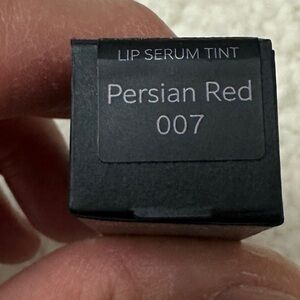 LIP SERUM TINT
Persian Red
007